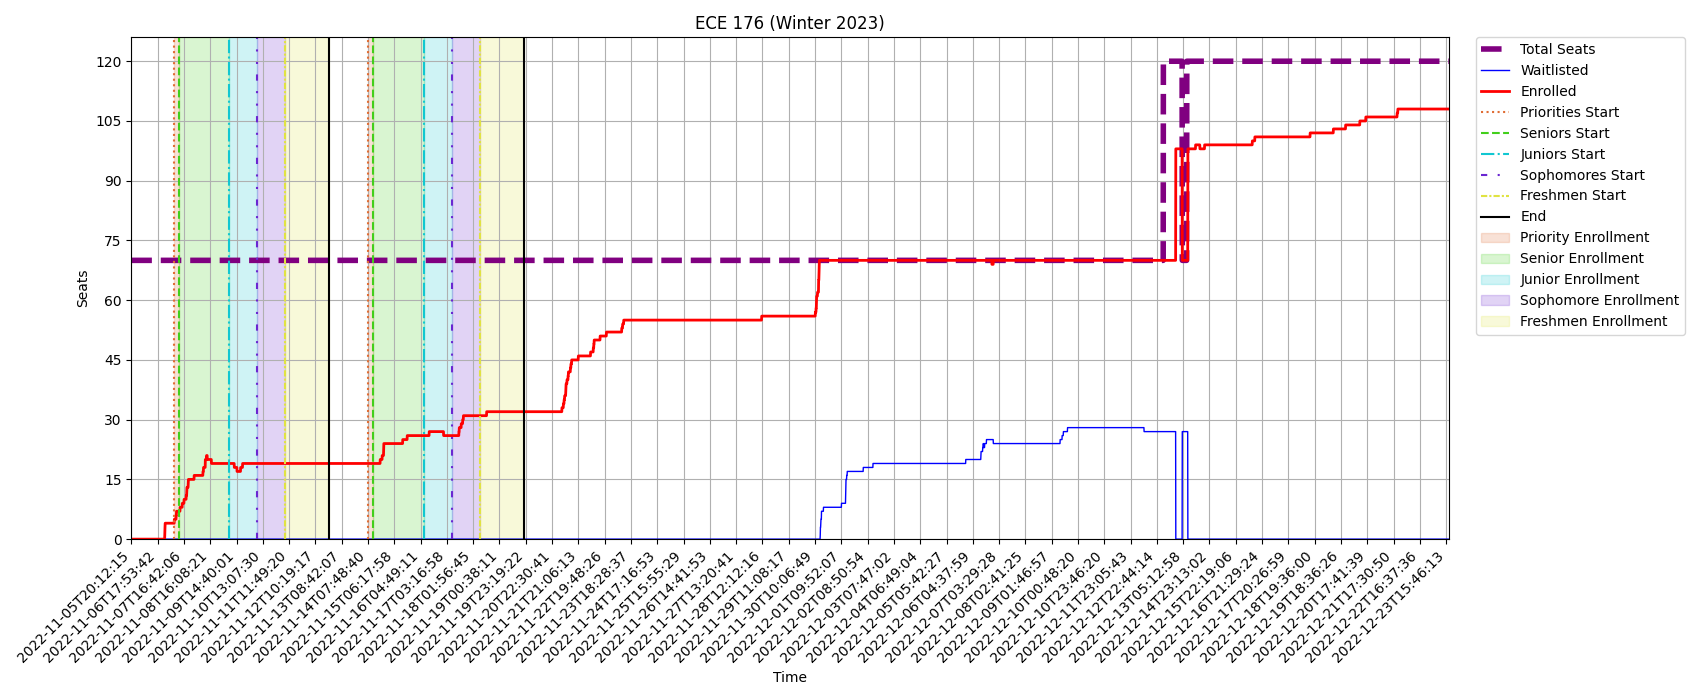 ECE 176 (Winter 2023)
Seats
120
105
90
75
60
45
30
15
0
2022-11-05T20:12:15
2022-11-06T17:53:42
2022-11-07T16:42:06
2022-11-08T16:08:21
2022-11-09T14:40:01
2022-11-10T13:07:30
2022-11-11T11:49:20
2022-11-12T10:19:17
2022-11-13T08:42:07
2022-11-14T07:48:40
2022-11-15T06:17:58
2022-11-16T04:49:11
2022-11-17T03:16:58
2022-11-18T01:56:45
2022-11-19T00:38:11
2022-11-19T23:19:22
2022-11-20T22:30:41
2022-11-21T21:06:13
2022-11-22T19:48:26
2022-11-23T18:28:37
2022-11-24T17:16:53
2022-11-25T15:55:29
2022-11-26T14:41:53
2022-11-27T13:20:41
2022-11-28T12:12:16
2022-11-29T11:08:17
2022-11-30T10:06:49
2022-12-01T09:52:07
2022-12-02T08:50:54
2022-12-03T07:47:02
2022-12-04T06:49:04
2022-12-05T05:42:27
2022-12-06T04:37:59
2022-12-07T03:29:28
2022-12-08T02:41:25
2022-12-09T01:46:57
2022-12-10T00:48:20
2022-12-10T23:46:20
2022-12-11T23:05:43
2022-12-12T22:44:14
2022-12-13T05:12:58
2022-12-14T23:13:02
2022-12-15T22:19:06
2022-12-16T21:29:24
2022-12-17T20:26:59
2022-12-18T19:36:00
2022-12-19T18:36:26
2022-12-20T17:41:39
2022-12-21T17:30:50
2022-12-22T16:37:36
2022-12-23T15:46:13
Time
Total Seats
Waitlisted
Enrolled
Priorities Start
Seniors Start
Juniors Start
Sophomores Start
Freshmen Start
End
Priority Enrollment
Senior Enrollment
Junior Enrollment
Sophomore Enrollment
Freshmen Enrollment